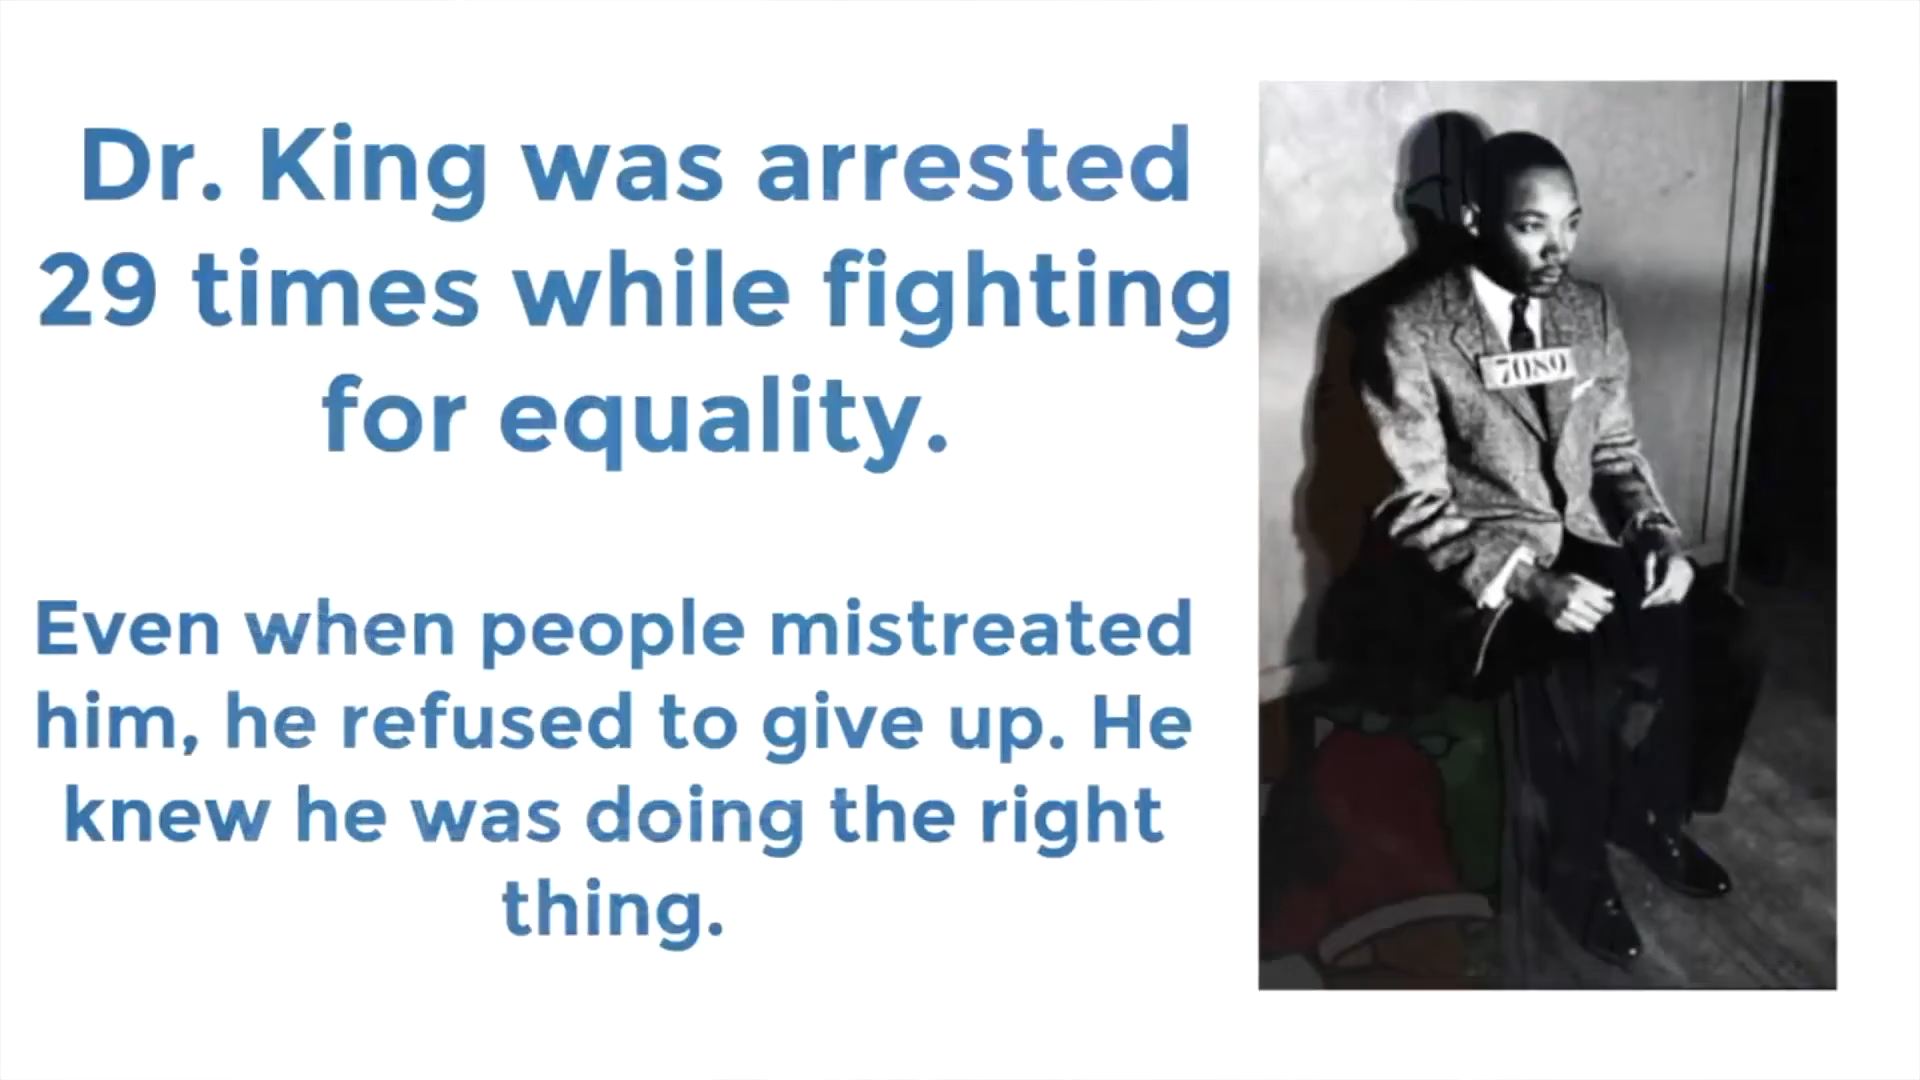 Dr. King was arrested
29 times while fighting
for equality.
Even when people mistreated
him, he refused to give up. He
knew he was doing the right
thing.
7089